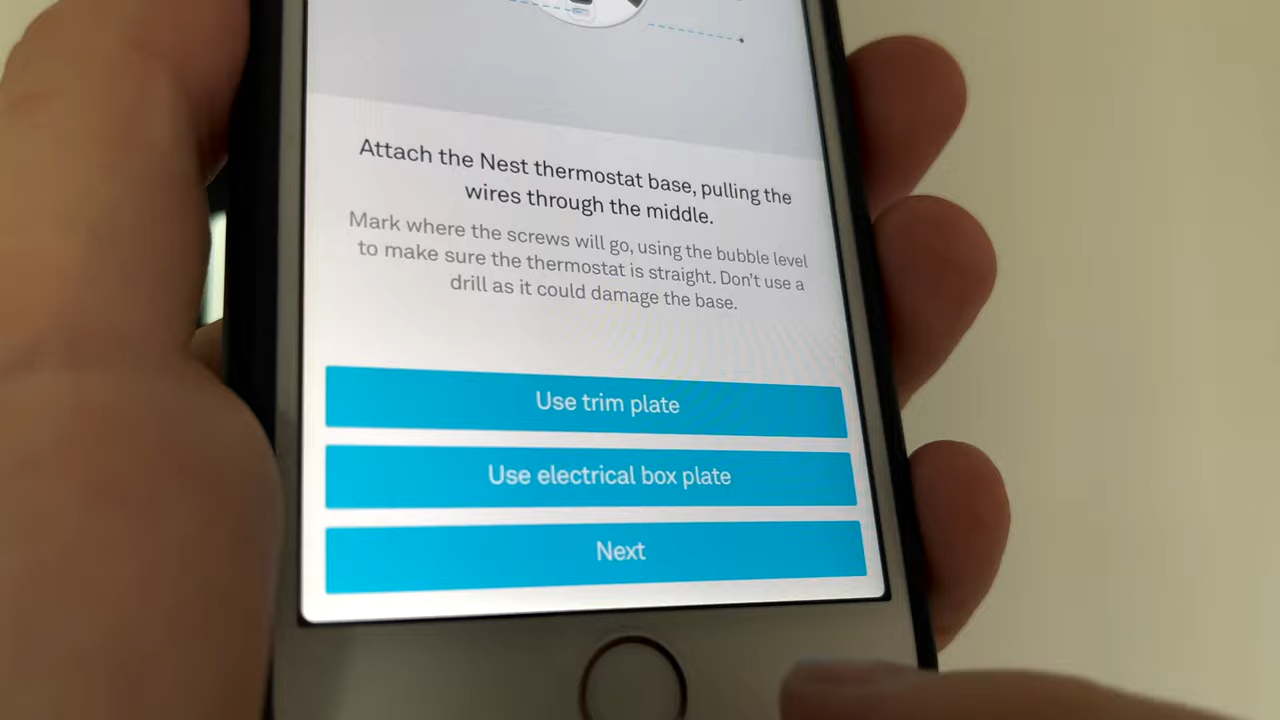 Attach the Nest thermostat base, pulling the
wires through the middle.
Mark where the screws will go, using the bubble level
to make sure the thermostat is straight. Don't use a
drill as it could damage the base.
Use trim plate
Use electrical box plate
Next